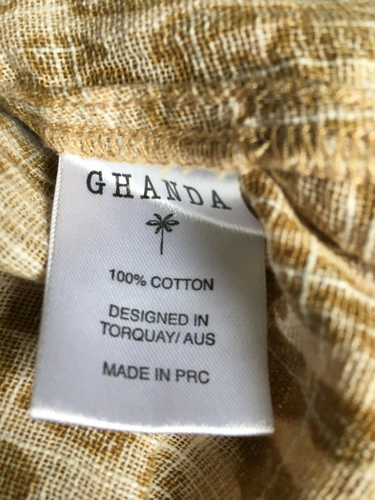 GHANDA
100% COTTON
DESIGNED IN
TORQUAY/ AUS
MADE IN PRC